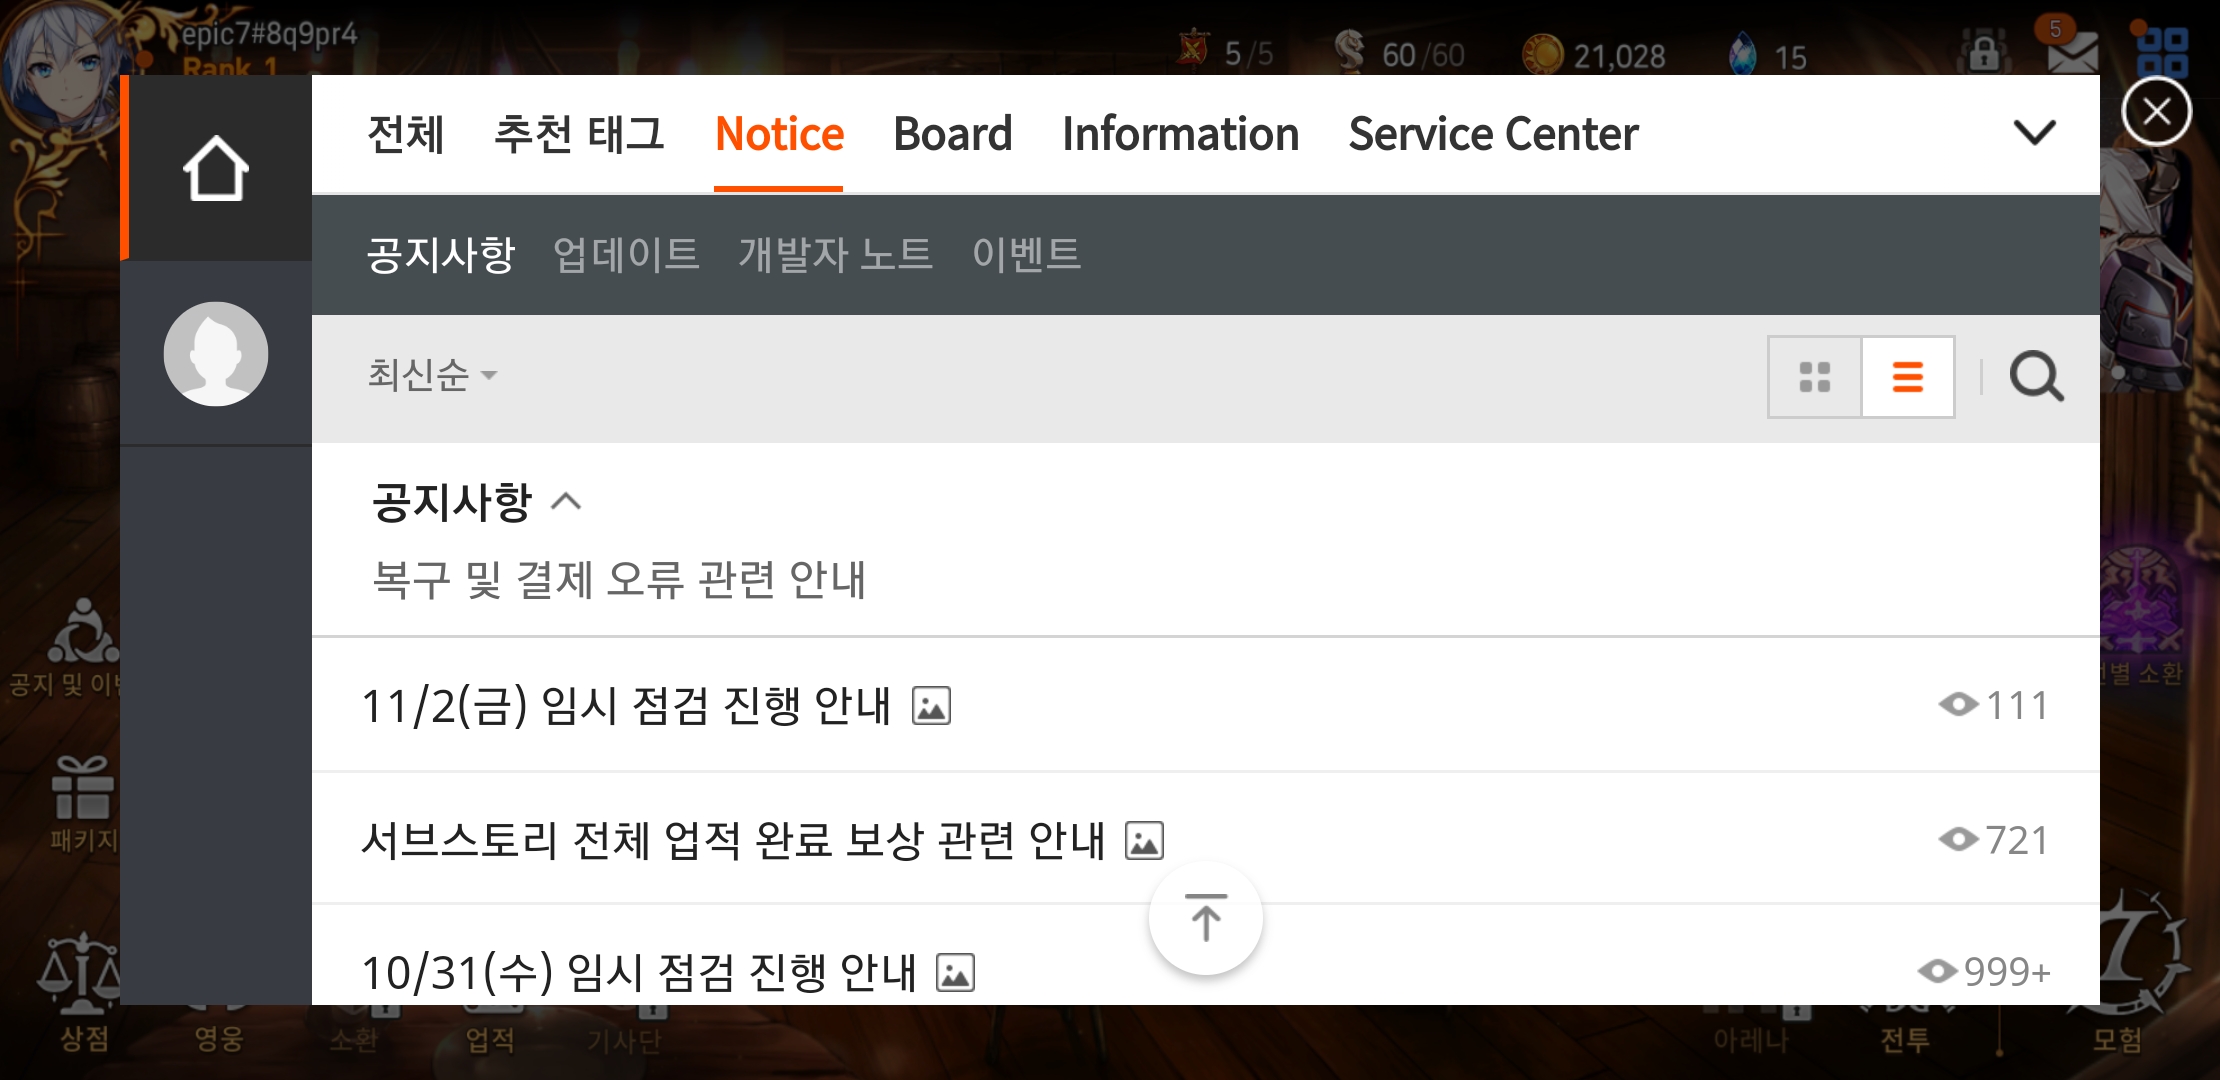 epic7#8q9pr4
Rank 1
5/5
60/60
21,028
15
5
전체 추천 태그 Notice Board Information Service Center
공지사항 업데이트 개발자 노트 이벤트
최신순
공지사항
복구 및 결제 오류 관련 안내
11/2(금) 임시 점검 진행 안내 111
서브스토리 전체 업적 완료 보상 관련 안내 721
10/31(수) 임시 점검 진행 안내 999+
공지 및
소환
패키지
상점 영웅 소환 업적 기사단 아레나 전투 모험